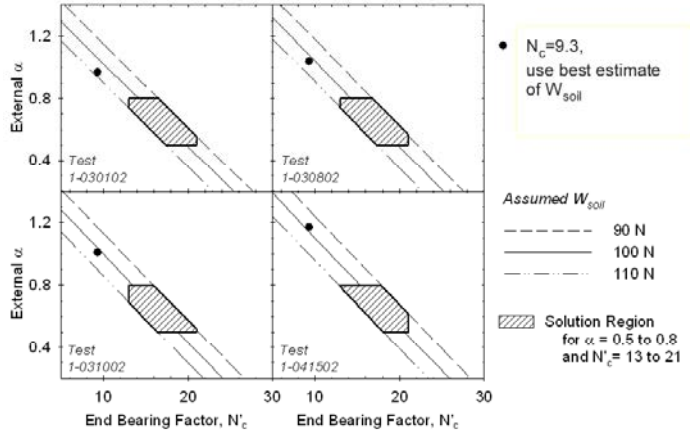 1.4
1.2
0.8
0.4
External α
Test
1-030102
Test
1-030802
1.2
0.8
0.4
External α
Test
1-031002
Test
1-041502
10 20 30
10 20 30
End Bearing Factor, N'c
End Bearing Factor, N'c
Nc=9.3,
use best estimate
of Wsoil
Assumed Wsoil
90 N
100 N
110 N
Solution Region
for α = 0.5 to 0.8
and N'c= 13 to 21